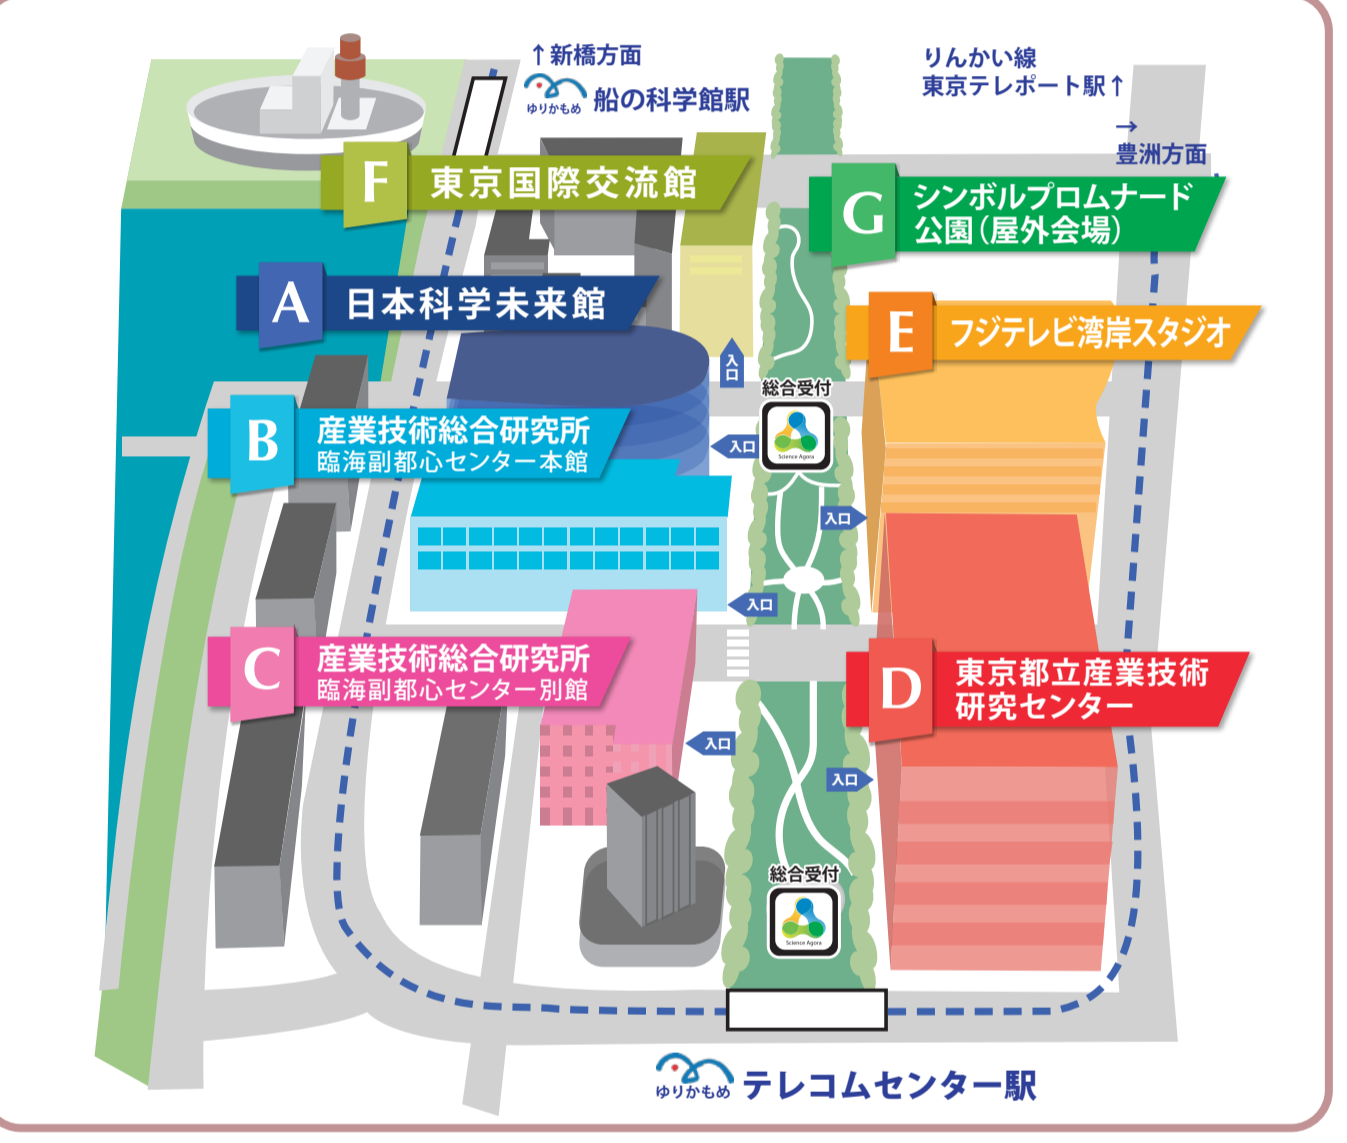 ↑新橋方面
ゆりかもめ 船の科学館駅
りんかい線
東京テレポート駅↑
→
豊洲方面
F 東京国際交流館
G シンボルプロムナード
公園(屋外会場)
A 日本科学未来館
E フジテレビ湾岸スタジオ
入口
総合受付
Science Agora
B 産業技術総合研究所
臨海副都心センター本館
入口
入口
入口
C 産業技術総合研究所
臨海副都心センター別館
D 東京都立産業技術
研究センター
入口
入口
総合受付
Science Agora
ゆりかもめ テレコムセンター駅